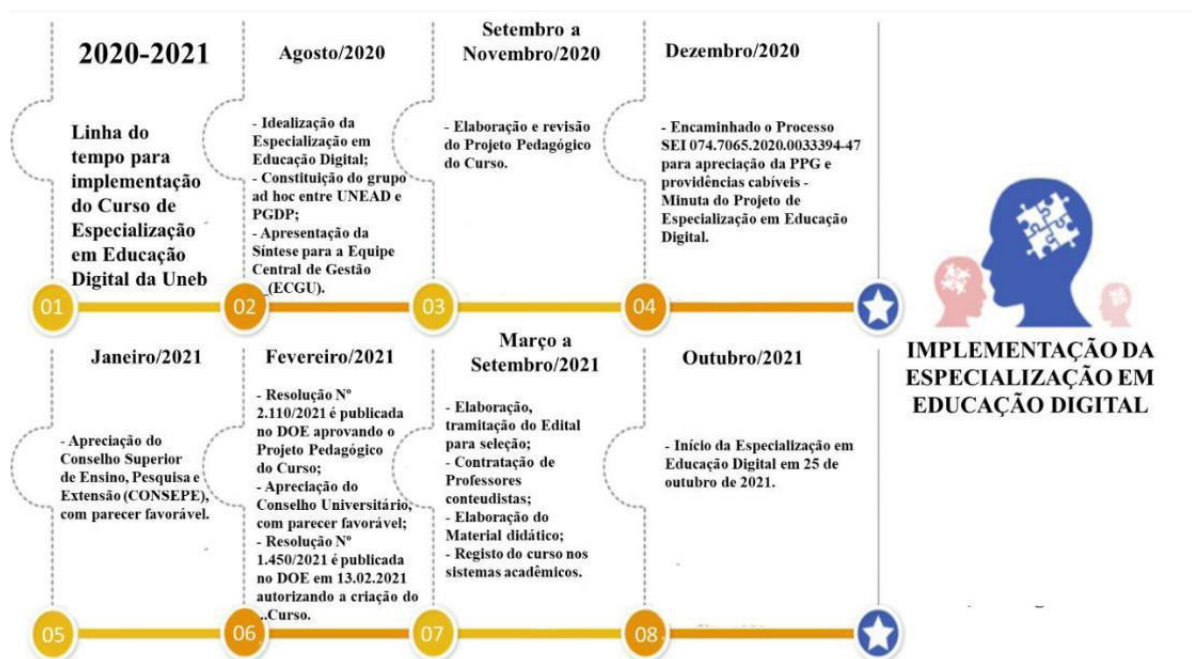 2020-2021
Linha do
tempo para
implementação
do Curso de
Especialização
em Educação
Digital da Uneb
01
Agosto/2020
- Idealização da
Especialização em
Educação Digital;
- Constituição do grupo
ad hoc entre UNEAD e
PGDP;
- Apresentação da
Síntese para a Equipe
Central de Gestão
_(ECGU).
02
Setembro a
Novembro/2020
- Elaboração e revisão
do Projeto Pedagógico
do Curso.
03
Dezembro/2020
- Encaminhado o Processo
SEI 074.7065.2020.0033394-47
para apreciação da PPG e
providências cabíveis -
Minuta do Projeto de
Especialização em Educação
Digital.
04
Janeiro/2021
- Apreciação do
Conselho Superior
de Ensino, Pesquisa e
Extensão (CONSEPE),
com parecer favorável.
05
Fevereiro/2021
- Resolução Nº
2.110/2021 é publicada
no DOE aprovando o
Projeto Pedagógico
do Curso;
- Apreciação do
Conselho Universitário,
com parecer favorável;
- Resolução Nº
1.450/2021 é publicada
no DOE em 13.02.2021
autorizando a criação do
..Curso.
06
Março a
Setembro/2021
- Elaboração,
tramitação do Edital
para seleção;
- Contratação de
Professores
conteudistas;
- Elaboração do
Material didático;
- Registo do curso nos
sistemas acadêmicos.
07
Outubro/2021
- Início da Especialização em
Educação Digital em 25 de
outubro de 2021.
08
IMPLEMENTAÇÃO DA
ESPECIALIZAÇÃO EM
EDUCAÇÃO DIGITAL